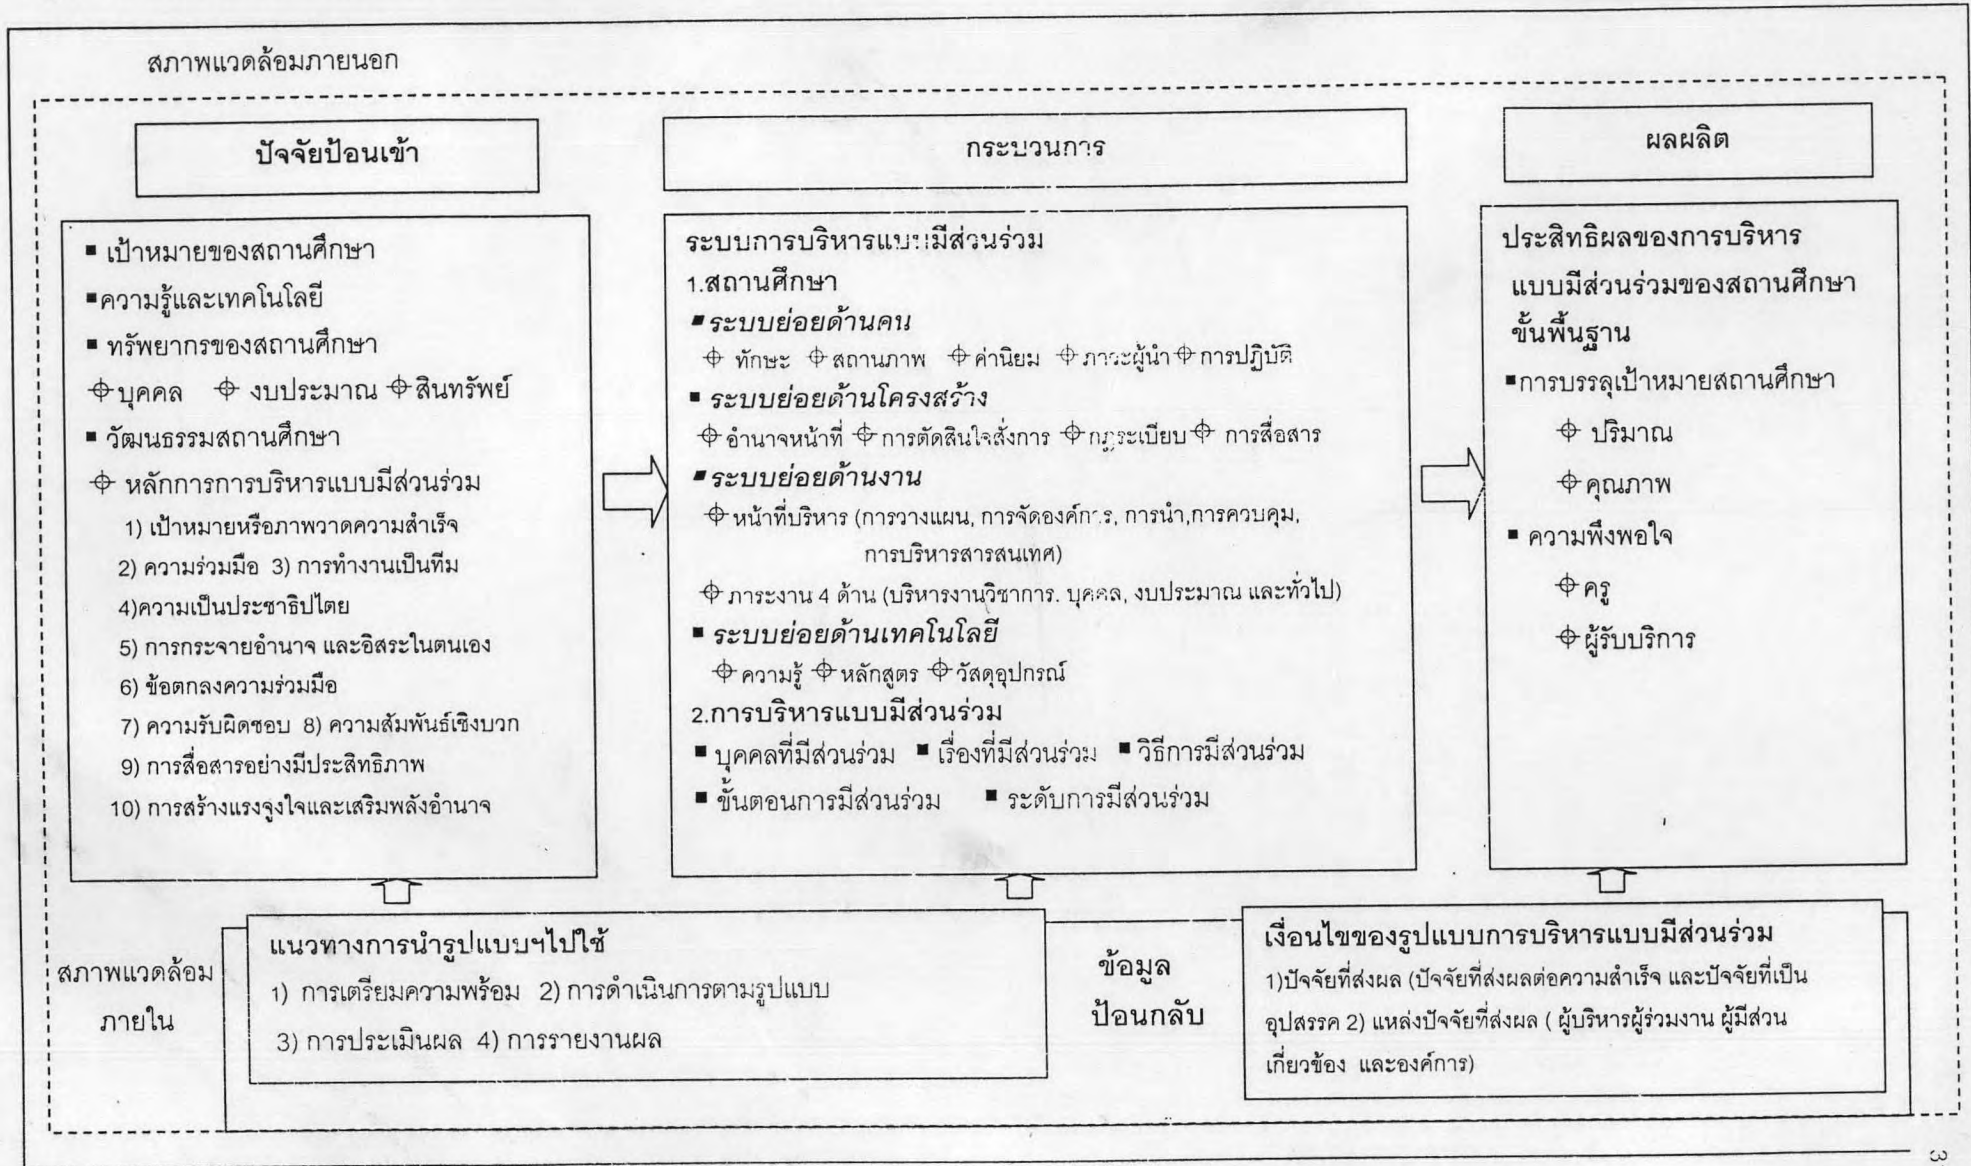 สภาพแวดล้อมภายนอก
ปัจจัยป้อนเข้า
■ เป้าหมายของสถานศึกษา
■ความรู้และเทคโนโลยี
■ ทรัพยากรของสถานศึกษา
⌖บุคคล ⌖ งบประมาณ ⌖สินทรัพย์
■ วัฒนธรรมสถานศึกษา
⌖ หลักการการบริหารแบบมีส่วนร่วม
1) เป้าหมายหรือภาพวาดความสำเร็จ
2) ความร่วมมือ 3) การทำงานเป็นทีม
4)ความเป็นประชาธิปไตย
5) การกระจายอำนาจ และอิสระในตนเอง
6) ข้อตกลงความร่วมมือ
7) ความรับผิดชอบ 8) ความสัมพันธ์เชิงบวก
9) การสื่อสารอย่างมีประสิทธิภาพ
10) การสร้างแรงจูงใจและเสริมพลังอำนาจ
กระบวนการ
ระบบการบริหารแบบมีส่วนร่วม
1.สถานศึกษา
■ ระบบย่อยด้านคน
⌖ ทักษะ ⌖สถานภาพ ⌖ค่านิยม ⌖ภาวะผู้นำ⌖การปฏิบัติ
■ ระบบย่อยด้านโครงสร้าง
⌖อำนาจหน้าที่ ⌖การตัดสินใจสั่งการ ⌖กฎระเบียบ⌖ การสื่อสาร
■ ระบบย่อยด้านงาน
⌖หน้าที่บริหาร (การวางแผน, การจัดองค์การ, การนำ,การควบคุม,
การบริหารสารสนเทศ)
⌖ภาระงาน 4 ด้าน (บริหารงานวิชาการ. บุคคล, งบประมาณ และทั่วไป)
■ ระบบย่อยด้านเทคโนโลยี
⌖ความรู้ ⌖หลักสูตร ⌖วัสดุอุปกรณ์
2.การบริหารแบบมีส่วนร่วม
■ บุคคลที่มีส่วนร่วม ■ เรื่องที่มีส่วนร่วม ■ วิธีการมีส่วนร่วม
■ ขั้นตอนการมีส่วนร่วม ■ ระดับการมีส่วนร่วม
ผลผลิต
ประสิทธิผลของการบริหาร
แบบมีส่วนร่วมของสถานศึกษา
ขั้นพื้นฐาน
■การบรรลุเป้าหมายสถานศึกษา
⌖ ปริมาณ
⌖คุณภาพ
■ ความพึงพอใจ
⌖ครู
⌖ผู้รับบริการ
สภาพแวดล้อม
ภายใน
แนวทางการนำรูปแบบฯไปใช้
1) การเตรียมความพร้อม 2) การดำเนินการตามรูปแบบ
3) การประเมินผล 4) การรายงานผล
ข้อมูล
ป้อนกลับ
เงื่อนไขของรูปแบบการบริหารแบบมีส่วนร่วม
1)ปัจจัยที่ส่งผล (ปัจจัยที่ส่งผลต่อความสำเร็จ และปัจจัยที่เป็น
อุปสรรค 2) แหล่งปัจจัยที่ส่งผล ( ผู้บริหารผู้ร่วมงาน ผู้มีส่วน
เกี่ยวข้อง และองค์การ)
3